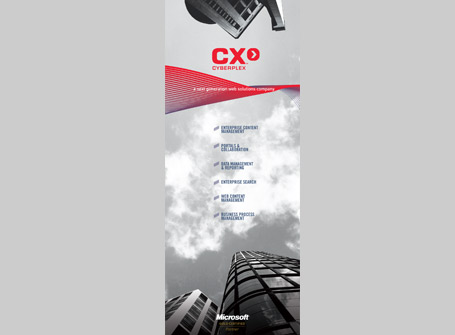 CX
CYBERPLEX
a next generation web solutions company
ENTERPRISE CONTENT
MANAGEMENT
PORTALS &
COLLABORATION
DATA MANAGEMENT
& REPORTING
ENTERPRISE SEARCH
WEB CONTENT
MANAGEMENT
BUSINESS PROCESS
MANAGEMENT
Microsoft